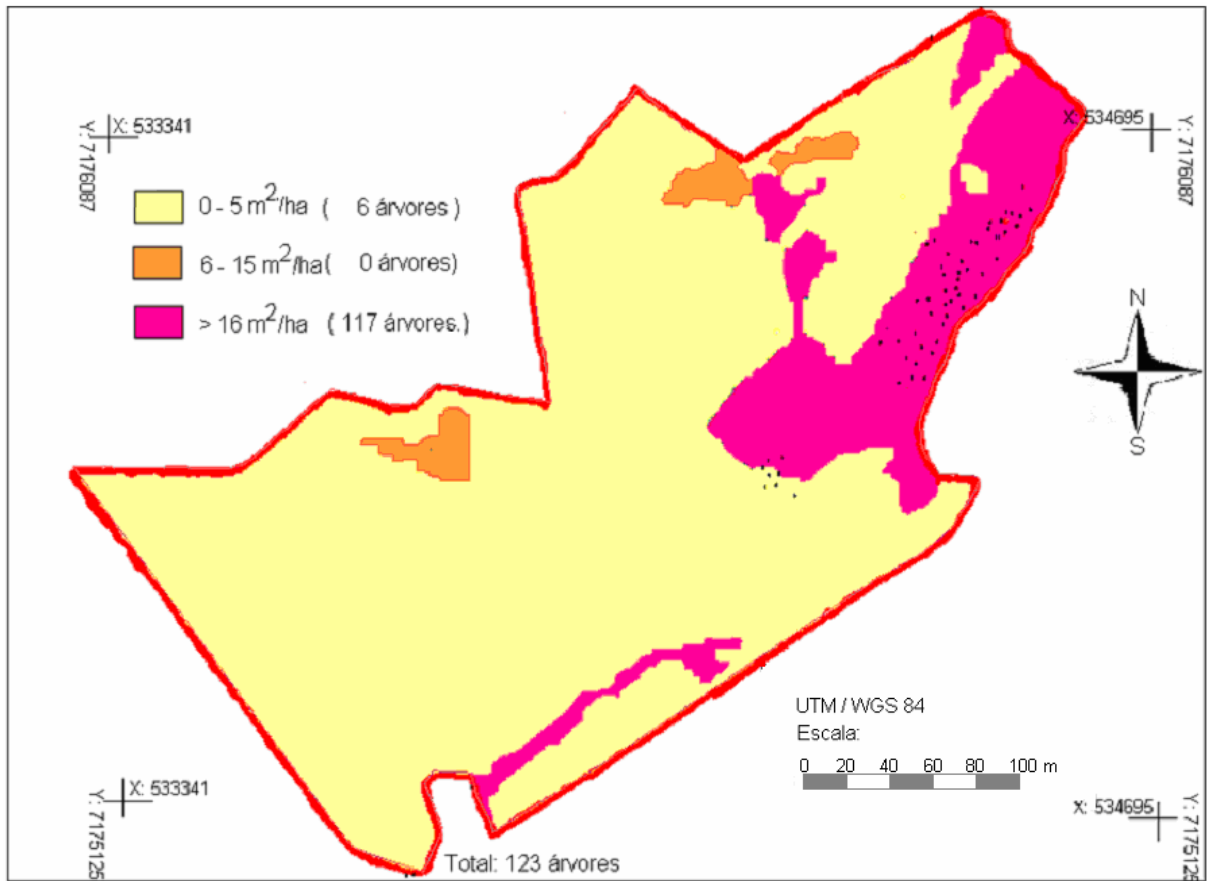 X: 533341
Y: 7176087
X: 534695
Y: 7176087
0 - 5 m²/ha ( 6 árvores )
6 - 15 m²/ha ( 0 árvores)
> 16 m²/ha ( 117 árvores.)
N
S
UTM / WGS 84
Escala:
0 20 40 60 80 100 m
X: 533341
Y: 7175125
X: 534695
Y: 7175125
Total: 123 árvores